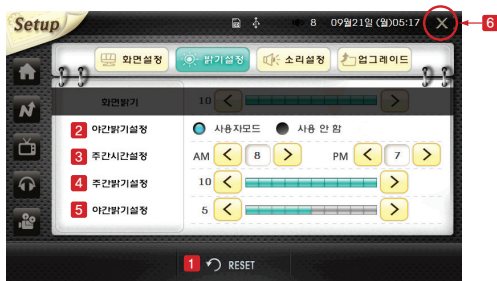 Setup 8 09월21일 (월)05:17 X 6
화면설정 밝기설정 소리설정 업그레이드
화면밝기 10 < >
2 야간밝기설정 사용자모드 사용 안 함
3 주간시간설정 AM < 8 > PM < 7 >
4 주간밝기설정 10 < >
5 야간밝기설정 5 < >
1 RESET